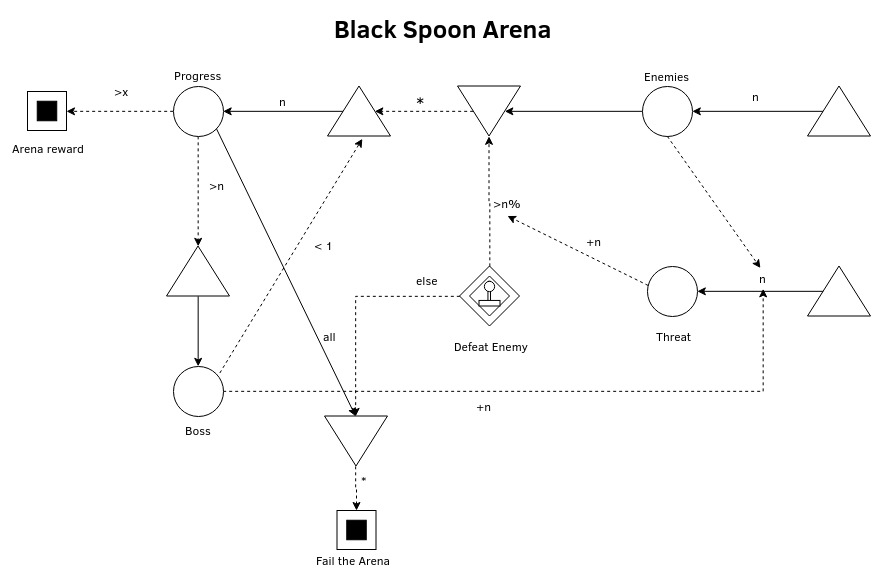 Black Spoon Arena
Progress
Enemies
>x
n
*
n
Arena reward
>n
>n%
< 1
+n
else
n
all
Defeat Enemy
Threat
+n
Boss
*
Fail the Arena